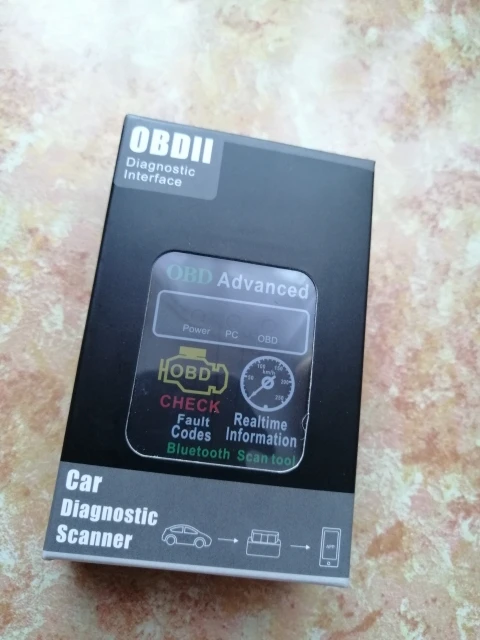 OBDII
Diagnostic
Interface
OBD Advanced
Power PC OBD
OBD
km/h
CHECK
Fault
Codes
Realtime
Information
Bluetooth Scan tool
Car
Diagnostic
Scanner